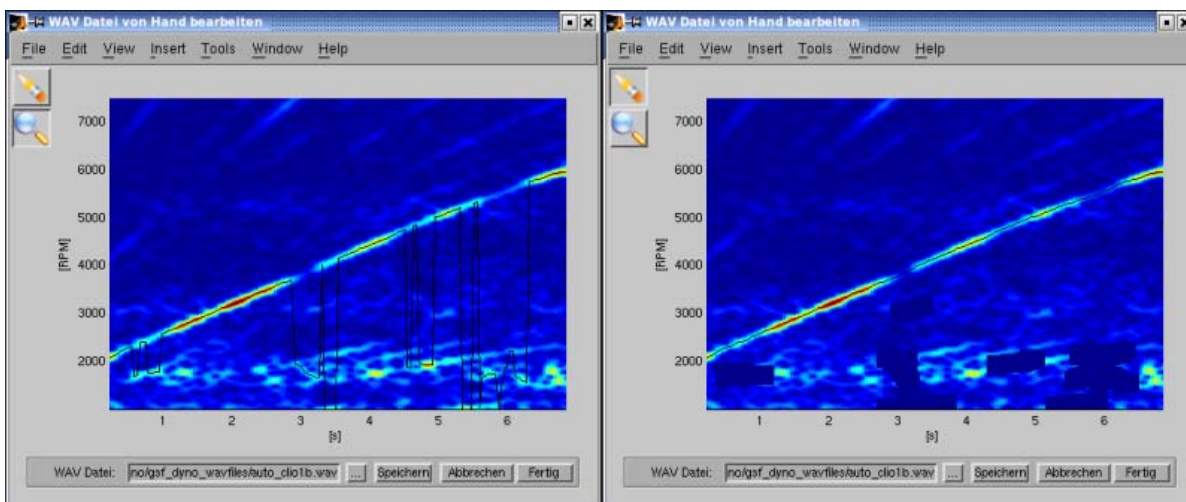 WAV Datei von Hand bearbeiten
File Edit View Insert Tools Window Help
7000
6000
5000
4000
3000
2000
[RPM]
1 2 3 4 5 6
[s]
WAV Datei: no/gsf_dyno_wavfiles/auto_clio1b.wav ... Speichern Abbrechen Fertig
WAV Datei von Hand bearbeiten
File Edit View Insert Tools Window Help
7000
6000
5000
4000
3000
2000
[RPM]
1 2 3 4 5 6
[s]
WAV Datei: no/gsf_dyno_wavfiles/auto_clio1b.wav ... Speichern Abbrechen Fertig